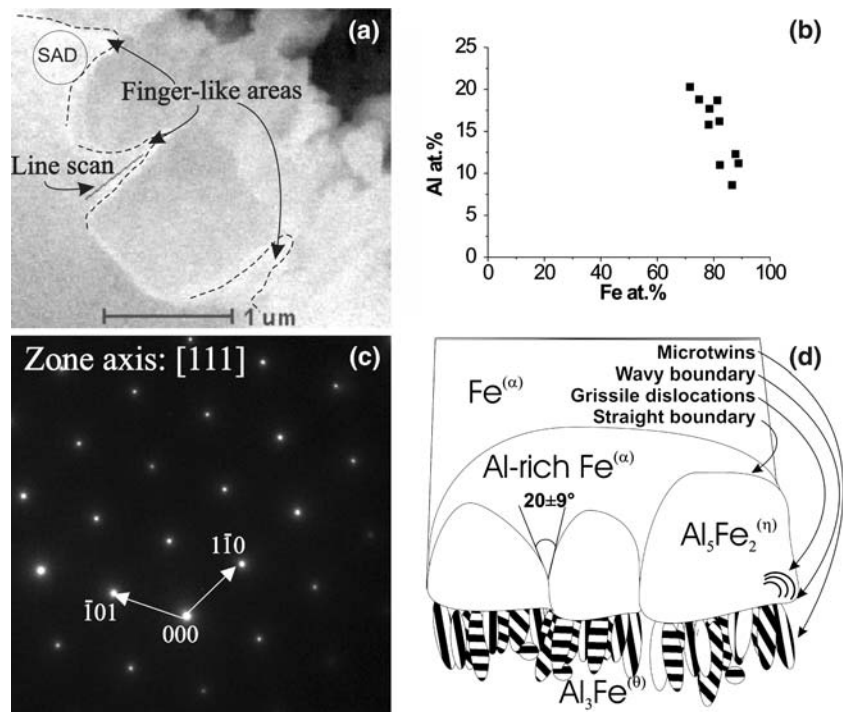 (a)
SAD
Finger-like areas
Line scan
1 um
(b)
25
20
15
10
5
0
Al at.%
0 20 40 60 80 100
Fe at.%
Zone axis: [111]
(c)
11̄0
1̄01
000
(d)
Microtwins
Wavy boundary
Grissile dislocations
Straight boundary
Fe⁽ᵅ⁾
Al-rich Fe⁽ᵅ⁾
20±9°
Al₅Fe₂⁽η⁾
Al₃Fe⁽θ⁾